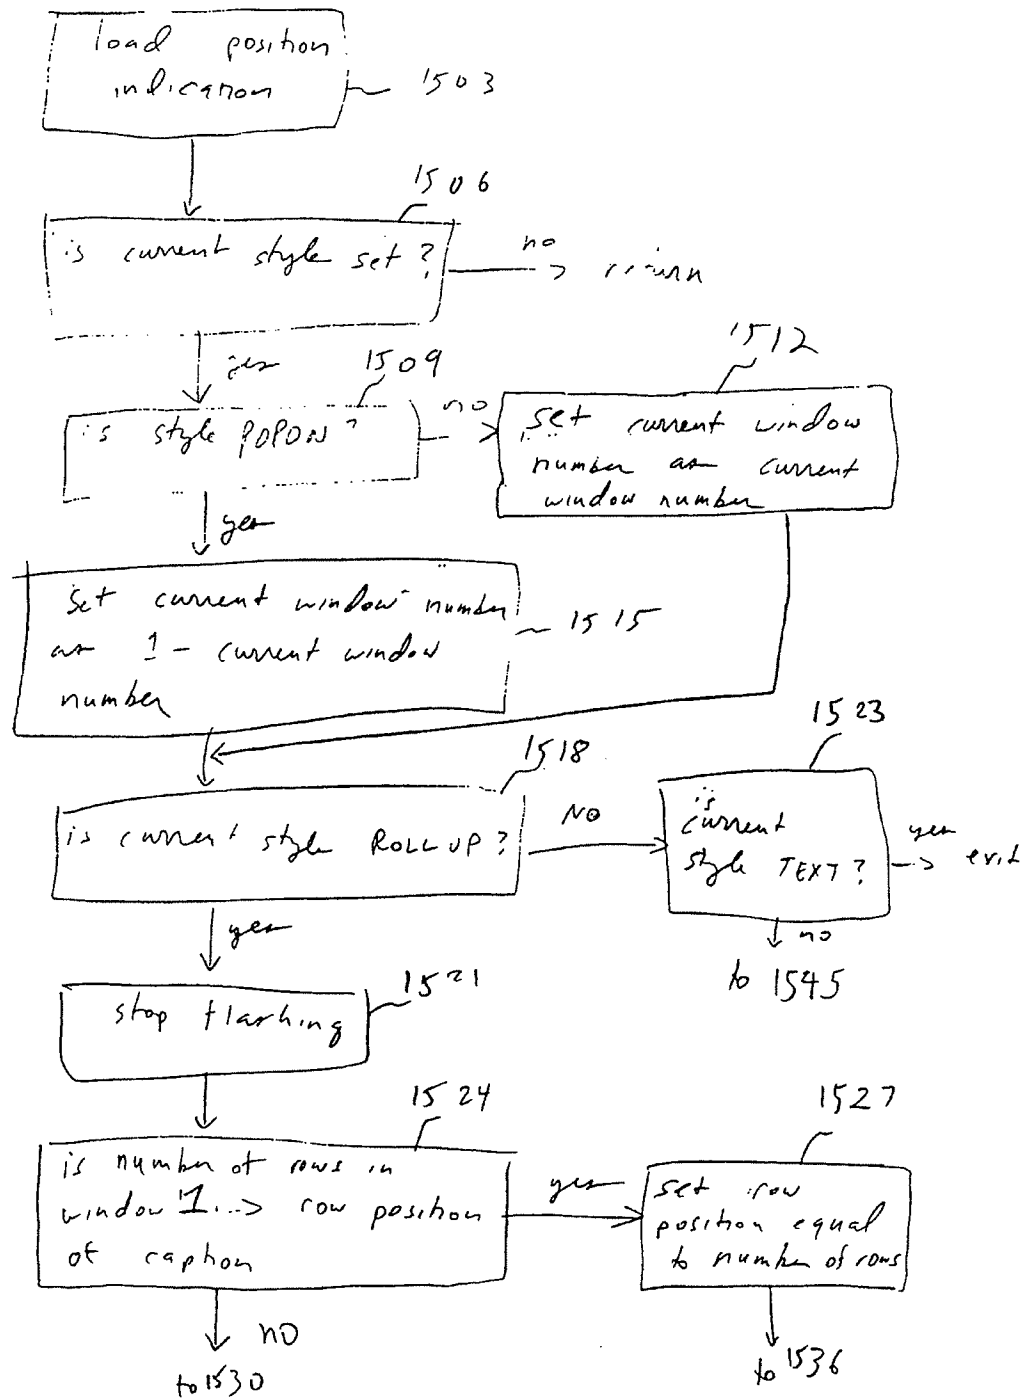 load position
indication
1503
1506
is current style set?
no
return
yes
1509
1512
is style POPON?
no
set current window
number as current
window number
yes
Set current window number
as 1 - current window
number
1515
1518
1523
is current style ROLL UP?
NO
is
current
style TEXT?
yes
exit
yes
no
to 1545
1521
stop flashing
1524
1527
is number of rows in
window 1...> row position
of caption
yes
set row
position equal
to number of rows
NO
to 1530
to 1536